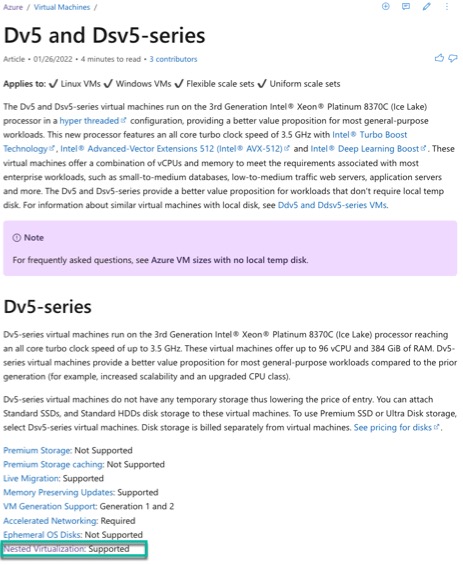 Azure / Virtual Machines /
Dv5 and Dsv5-series
Article • 01/26/2022 • 4 minutes to read • 3 contributors
Applies to: ✔ Linux VMs ✔ Windows VMs ✔ Flexible scale sets ✔ Uniform scale sets
The Dv5 and Dsv5-series virtual machines run on the 3rd Generation Intel® Xeon® Platinum 8370C (Ice Lake)
processor in a hyper threaded configuration, providing a better value proposition for most general-purpose
workloads. This new processor features an all core turbo clock speed of 3.5 GHz with Intel® Turbo Boost
Technology, Intel® Advanced-Vector Extensions 512 (Intel® AVX-512) and Intel® Deep Learning Boost. These
virtual machines offer a combination of vCPUs and memory to meet the requirements associated with most
enterprise workloads, such as small-to-medium databases, low-to-medium traffic web servers, application servers
and more. The Dv5 and Dsv5-series provide a better value proposition for workloads that don't require local temp
disk. For information about similar virtual machines with local disk, see Ddv5 and Ddsv5-series VMs.
Note
For frequently asked questions, see Azure VM sizes with no local temp disk.
Dv5-series
Dv5-series virtual machines run on the 3rd Generation Intel® Xeon® Platinum 8370C (Ice Lake) processor reaching
an all core turbo clock speed of up to 3.5 GHz. These virtual machines offer up to 96 vCPU and 384 GiB of RAM. Dv5-
series virtual machines provide a better value proposition for most general-purpose workloads compared to the prior
generation (for example, increased scalability and an upgraded CPU class).
Dv5-series virtual machines do not have any temporary storage thus lowering the price of entry. You can attach
Standard SSDs, and Standard HDDs disk storage to these virtual machines. To use Premium SSD or Ultra Disk storage,
select Dsv5-series virtual machines. Disk storage is billed separately from virtual machines. See pricing for disks.
Premium Storage: Not Supported
Premium Storage caching: Not Supported
Live Migration: Supported
Memory Preserving Updates: Supported
VM Generation Support: Generation 1 and 2
Accelerated Networking: Required
Ephemeral OS Disks: Not Supported
Nested Virtualization: Supported